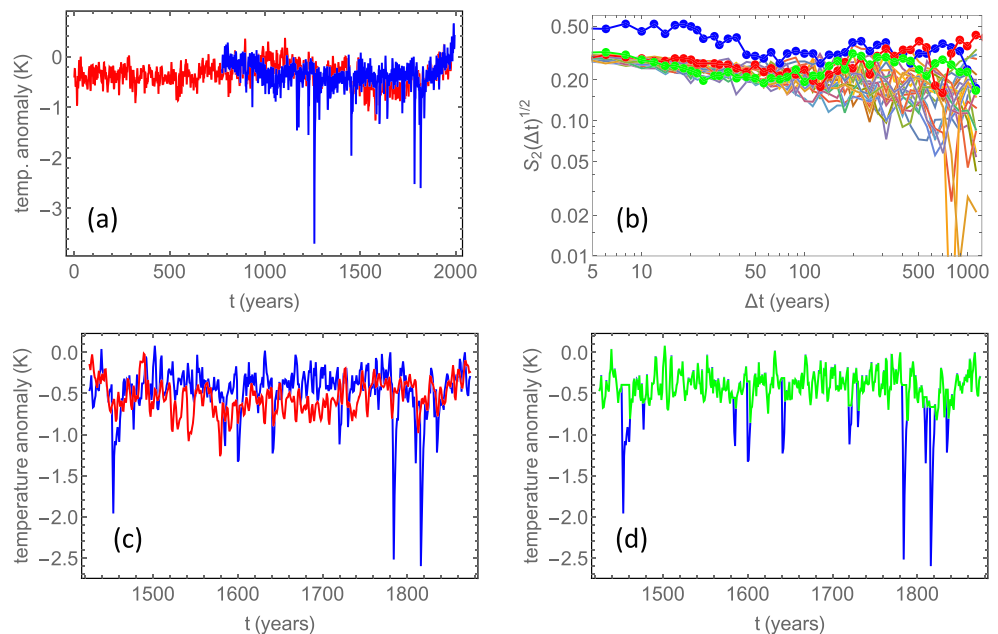 0
−1
−2
−3
temp. anomaly (K)
(a)
0 500 1000 1500 2000
t (years)
0.50
0.20
0.10
0.05
0.02
0.01
S₂(Δt)¹/²
(b)
5 10 50 100 500 1000
Δt (years)
0.0
−0.5
−1.0
−1.5
−2.0
−2.5
temperature anomaly (K)
(c)
1500 1600 1700 1800
t (years)
0.0
−0.5
−1.0
−1.5
−2.0
−2.5
temperature anomaly (K)
(d)
1500 1600 1700 1800
t (years)